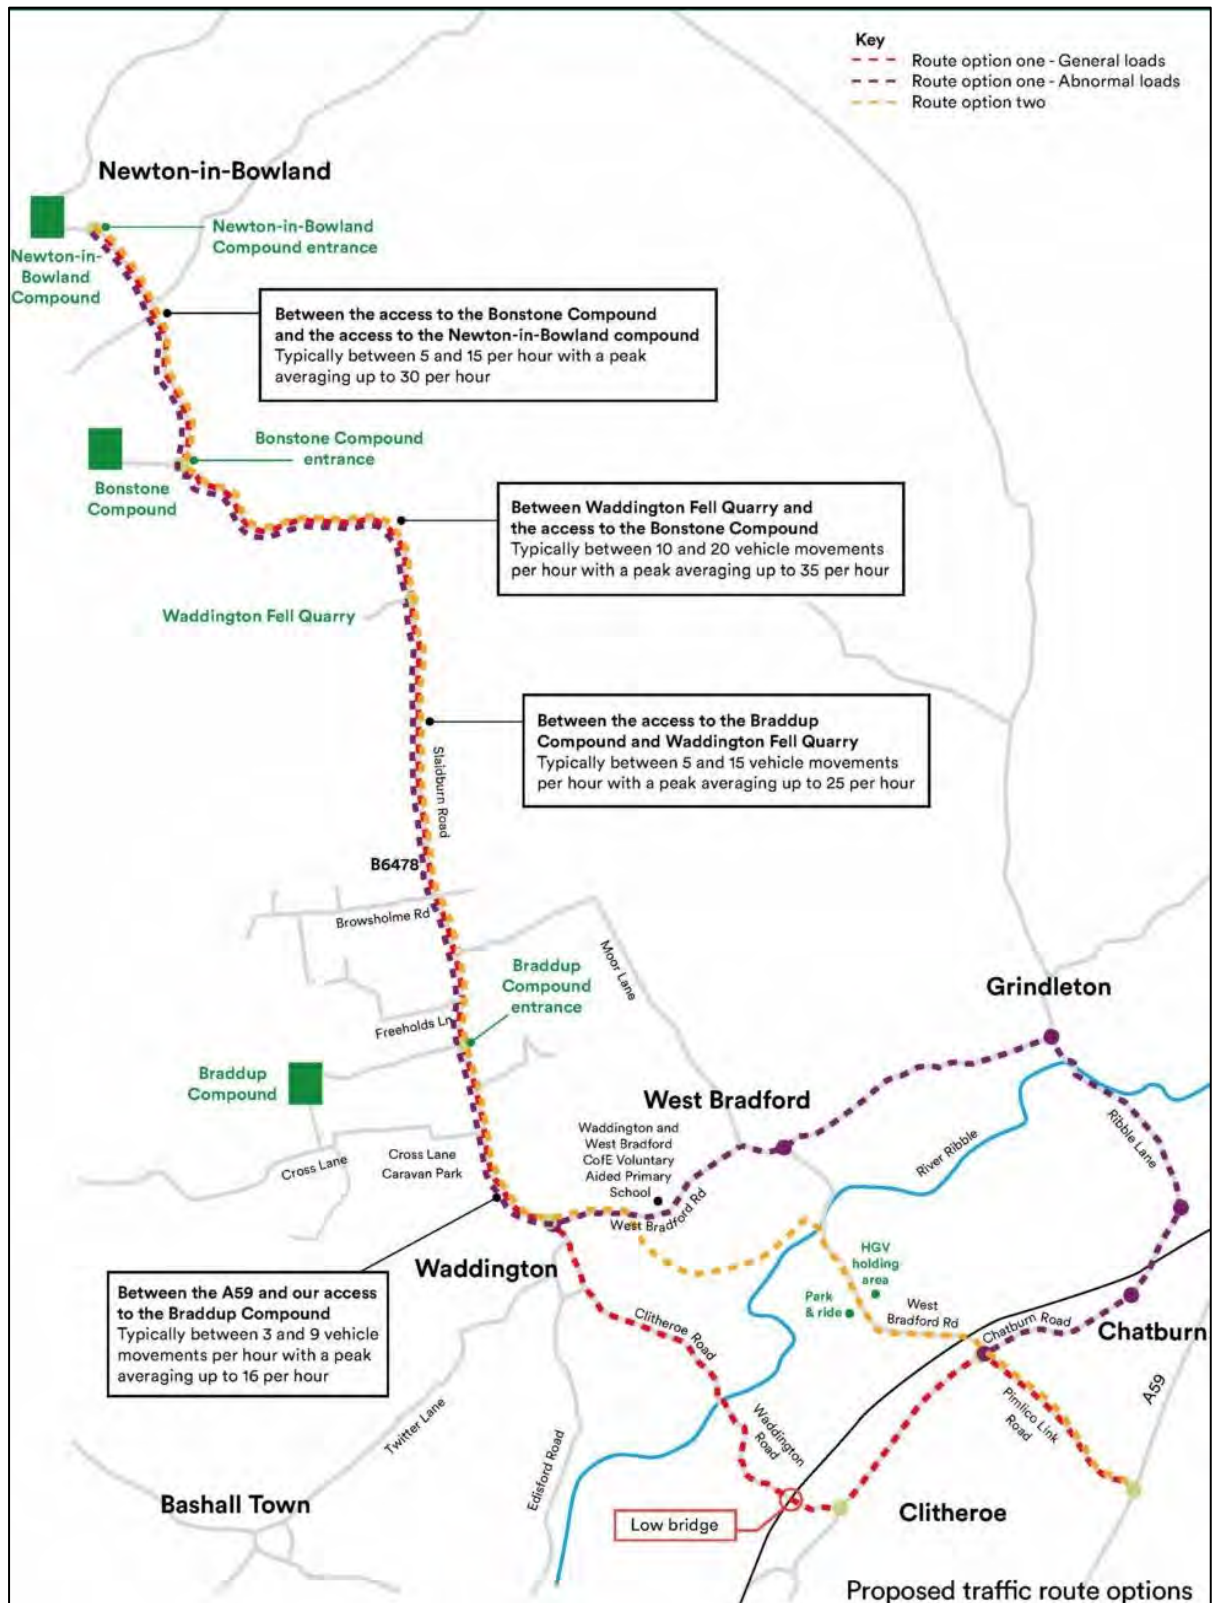 Key
Route option one - General loads
Route option one - Abnormal loads
Route option two
Newton-in-Bowland
Newton-in-Bowland
Compound entrance
Newton-in-
Bowland
Compound
Between the access to the Bonstone Compound
and the access to the Newton-in-Bowland compound
Typically between 5 and 15 per hour with a peak
averaging up to 30 per hour
Bonstone Compound
entrance
Bonstone
Compound
Between Waddington Fell Quarry and
the access to the Bonstone Compound
Typically between 10 and 20 vehicle movements
per hour with a peak averaging up to 35 per hour
Waddington Fell Quarry
Between the access to the Braddup
Compound and Waddington Fell Quarry
Typically between 5 and 15 vehicle movements
per hour with a peak averaging up to 25 per hour
Slaidburn Road
B6478
Browsholme Rd
Moor Lane
Braddup
Compound
entrance
Freeholds Ln
Grindleton
Braddup
Compound
West Bradford
Waddington and
West Bradford
CofE Voluntary
Aided Primary
School
River Ribble
Ribble Lane
Cross Lane
Cross Lane
Caravan Park
West Bradford Rd
Waddington
HGV
holding
area
Park
& ride
West
Bradford Rd
Chatburn Road
Chatburn
Between the A59 and our access
to the Braddup Compound
Typically between 3 and 9 vehicle
movements per hour with a peak
averaging up to 16 per hour
Clitheroe Road
Pimlico Link
Road
A59
Twitter Lane
Waddington
Road
Edisford Road
Bashall Town
Low bridge
Clitheroe
Proposed traffic route options